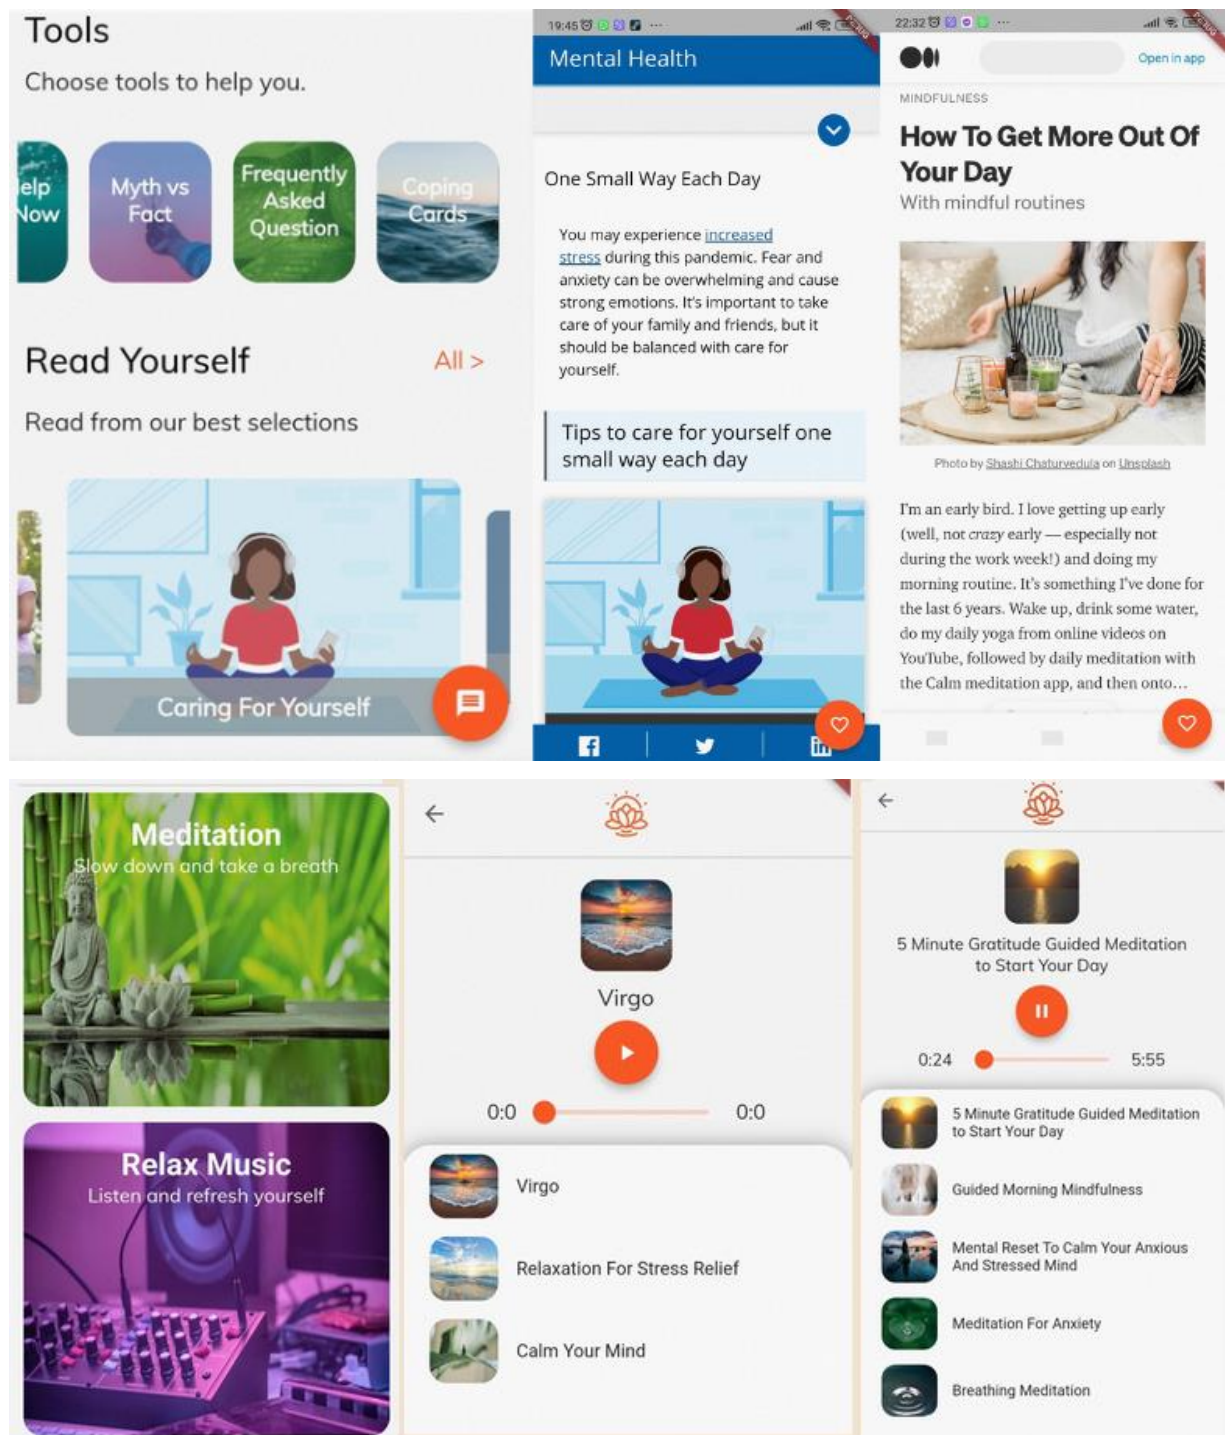 Tools
Choose tools to help you.
elp
Now
Myth vs
Fact
Frequently
Asked
Question
Coping
Cards
Read Yourself
All >
Read from our best selections
Caring For Yourself
19:45
Mental Health
One Small Way Each Day
You may experience increased
stress during this pandemic. Fear and
anxiety can be overwhelming and cause
strong emotions. It's important to take
care of your family and friends, but it
should be balanced with care for
yourself.
Tips to care for yourself one
small way each day
22:32
Open in app
MINDFULNESS
How To Get More Out Of
Your Day
With mindful routines
Photo by Shashi Chaturvedula on Unsplash
I'm an early bird. I love getting up early
(well, not crazy early — especially not
during the work week!) and doing my
morning routine. It's something I've done for
the last 6 years. Wake up, drink some water,
do my daily yoga from online videos on
YouTube, followed by daily meditation with
the Calm meditation app, and then onto...
Meditation
Slow down and take a breath
Relax Music
Listen and refresh yourself
Virgo
0:0
0:0
Virgo
Relaxation For Stress Relief
Calm Your Mind
5 Minute Gratitude Guided Meditation
to Start Your Day
0:24
5:55
5 Minute Gratitude Guided Meditation
to Start Your Day
Guided Morning Mindfulness
Mental Reset To Calm Your Anxious
And Stressed Mind
Meditation For Anxiety
Breathing Meditation